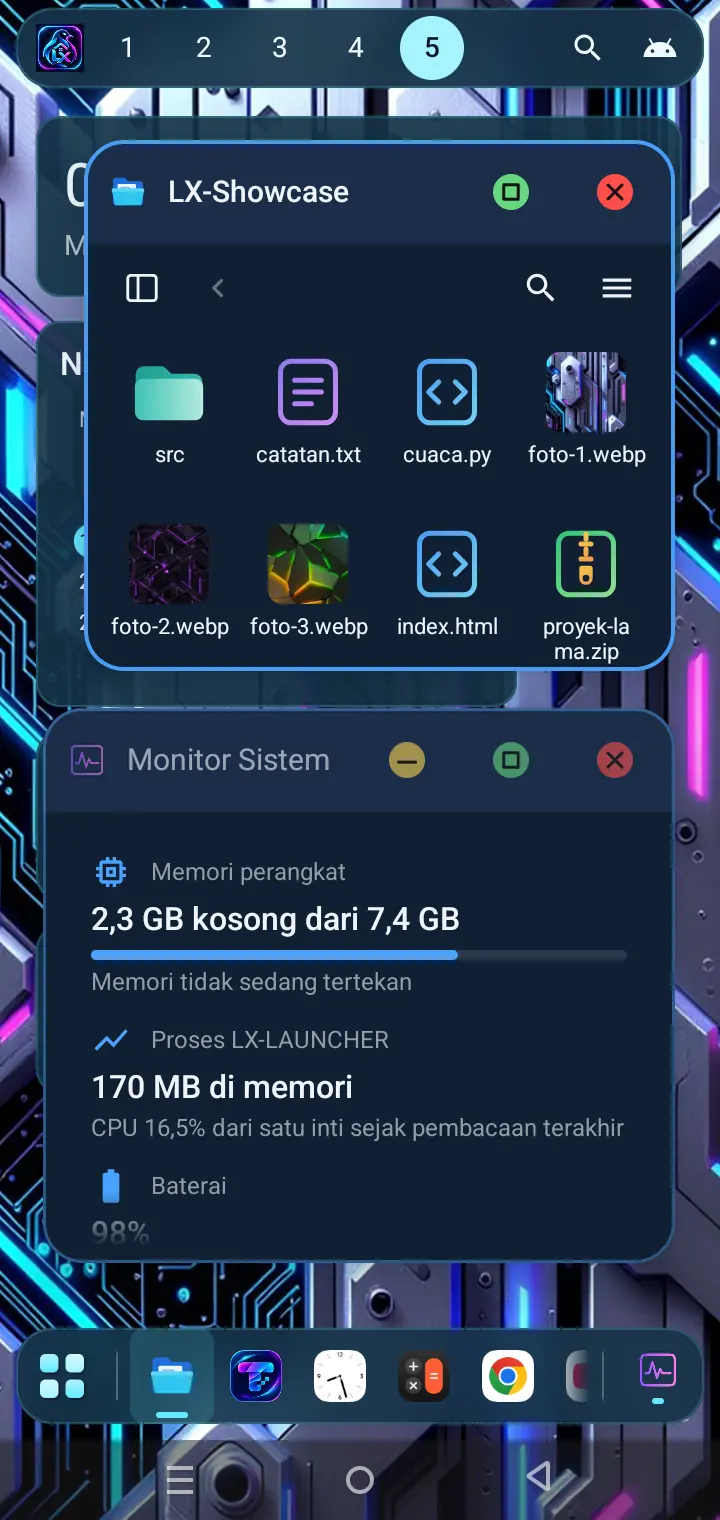 1 2 3 4 5
LX-Showcase
src catatan.txt cuaca.py foto-1.webp
foto-2.webp foto-3.webp index.html proyek-la
ma.zip
Monitor Sistem
Memori perangkat
2,3 GB kosong dari 7,4 GB
Memori tidak sedang tertekan
Proses LX-LAUNCHER
170 MB di memori
CPU 16,5% dari satu inti sejak pembacaan terakhir
Baterai
98%